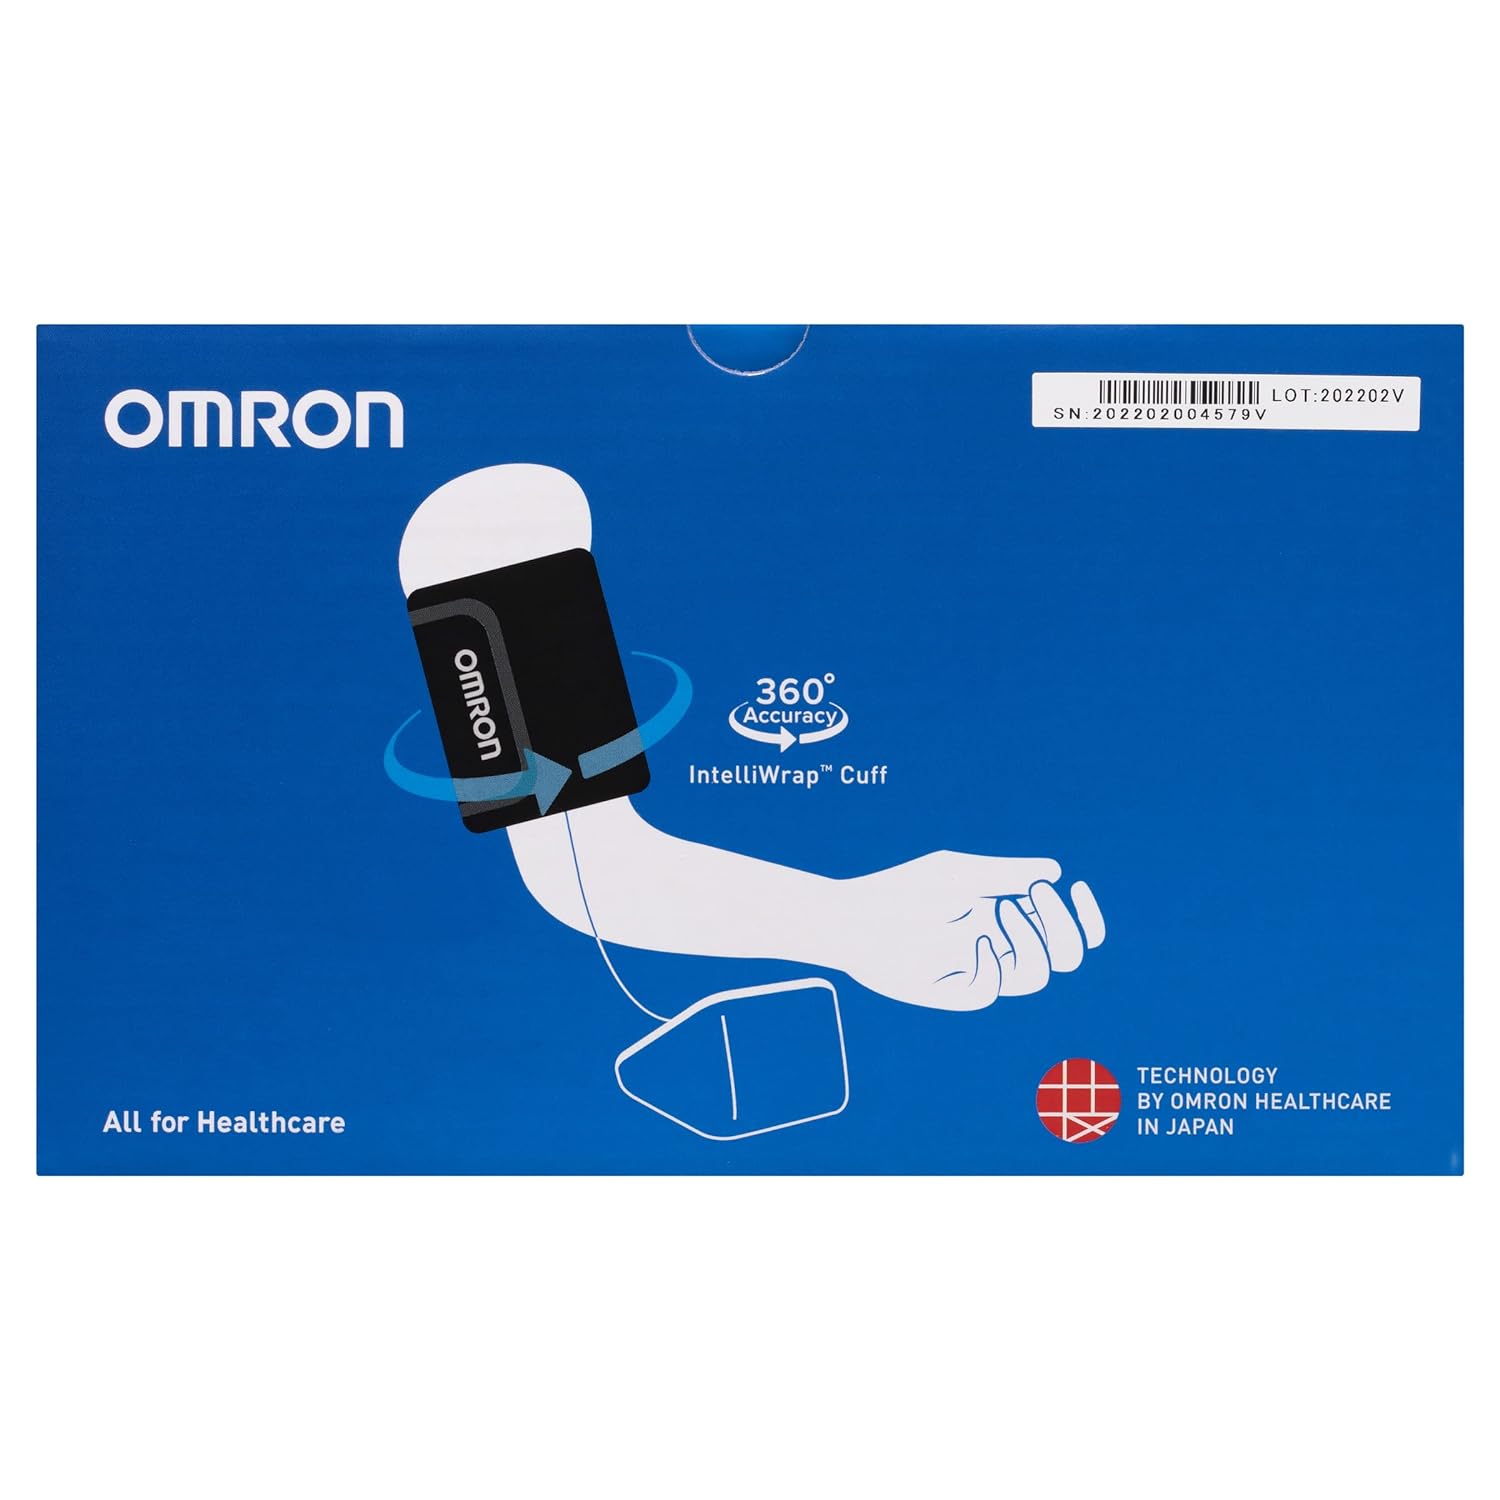 OMRON
LOT:202202V
SN:202202004579V
OMRON
360°
Accuracy
IntelliWrap™ Cuff
All for Healthcare
TECHNOLOGY
BY OMRON HEALTHCARE
IN JAPAN